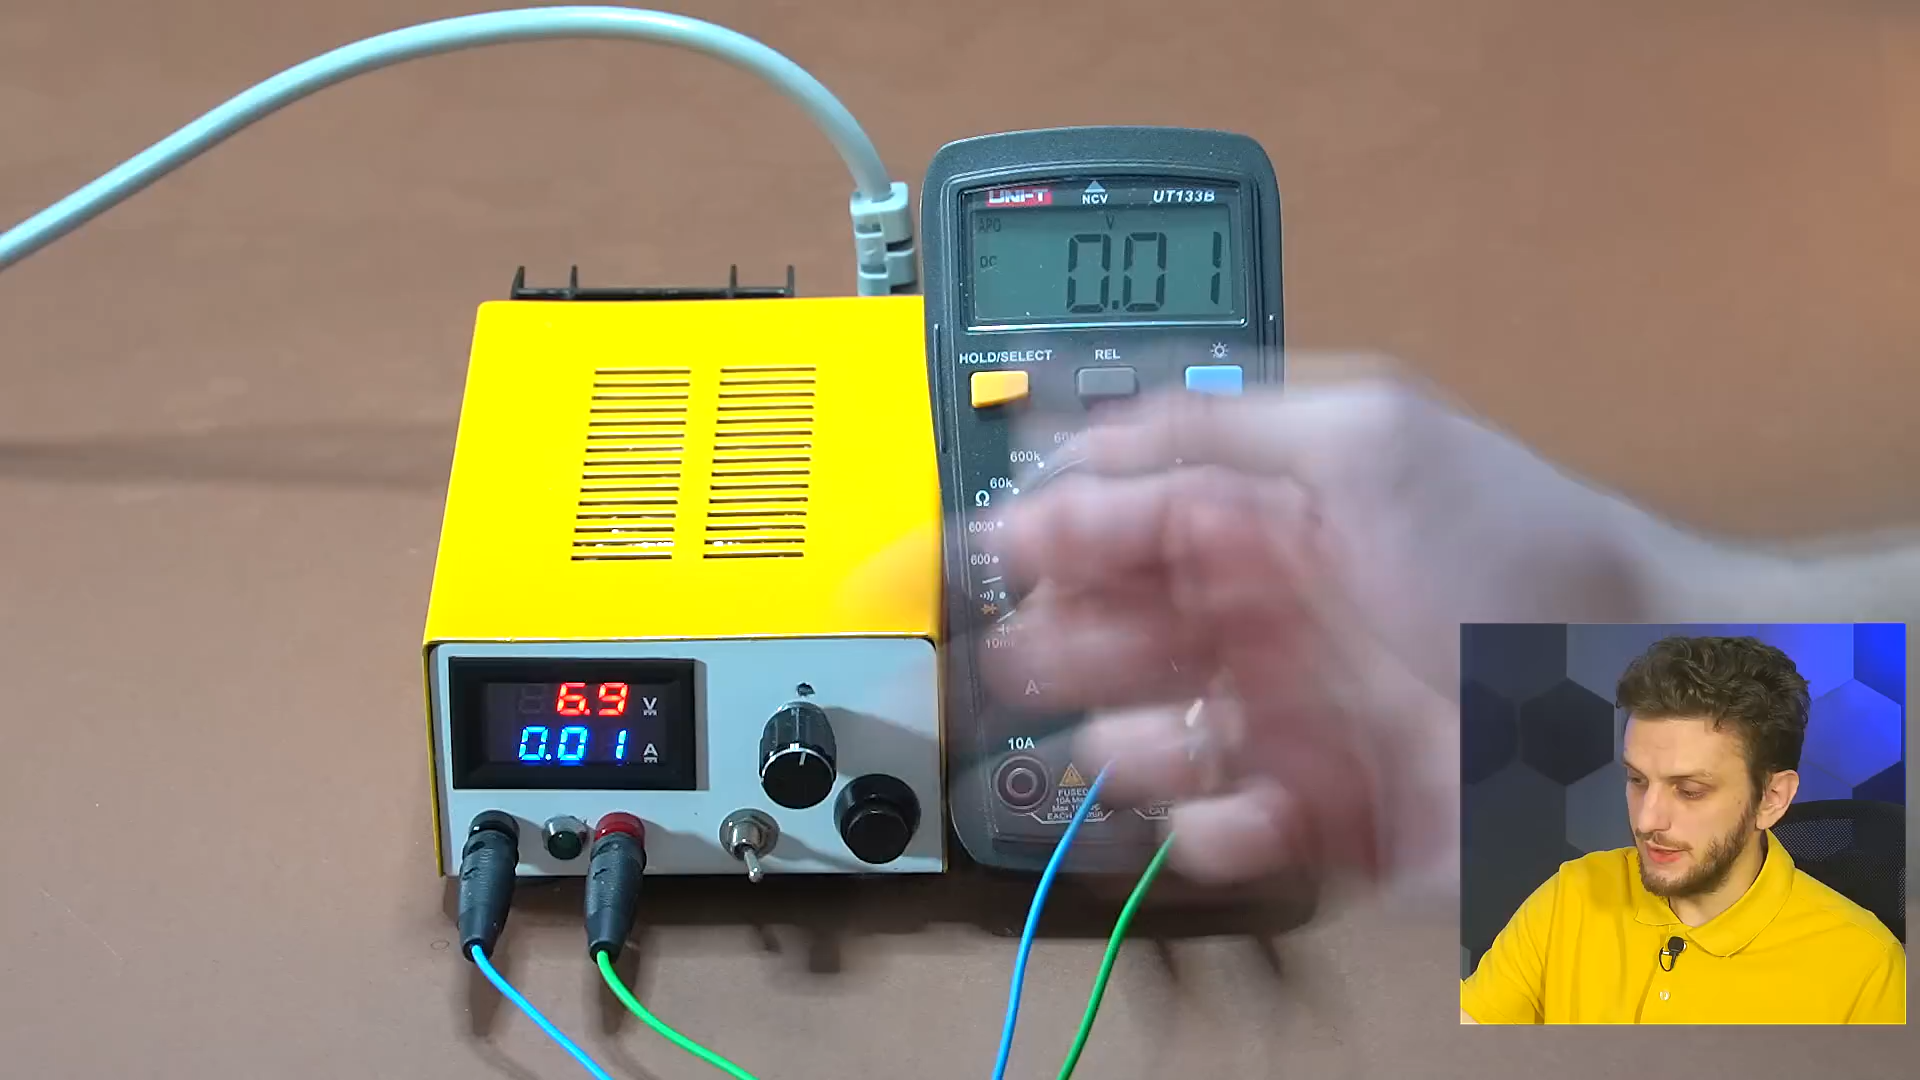 UNI-T NCV UT133B
APO V
DC 0.01
HOLD/SELECT REL
600k
60k
Ω
6000
600
6.9 V
0.01 A
10A
FUSED